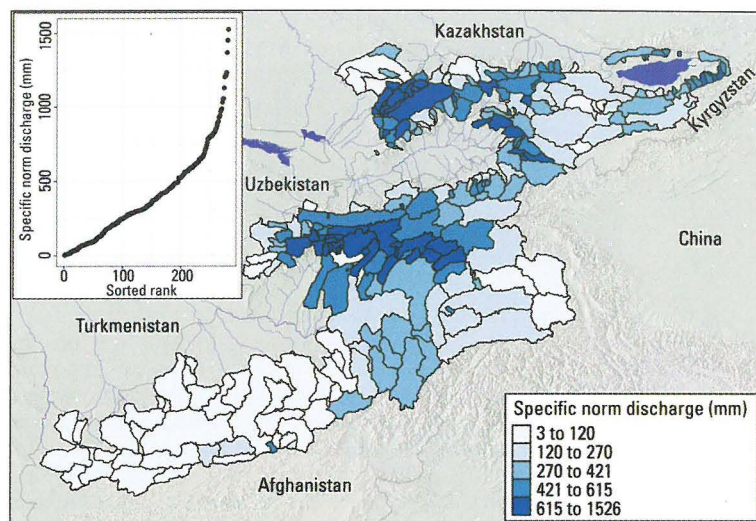 Kazakhstan
Kyrgyzstan
Uzbekistan
China
Turkmenistan
Afghanistan
Specific norm discharge (mm)
1500
1000
500
0
0
100
200
Sorted rank
Specific norm discharge (mm)
3 to 120
120 to 270
270 to 421
421 to 615
615 to 1526